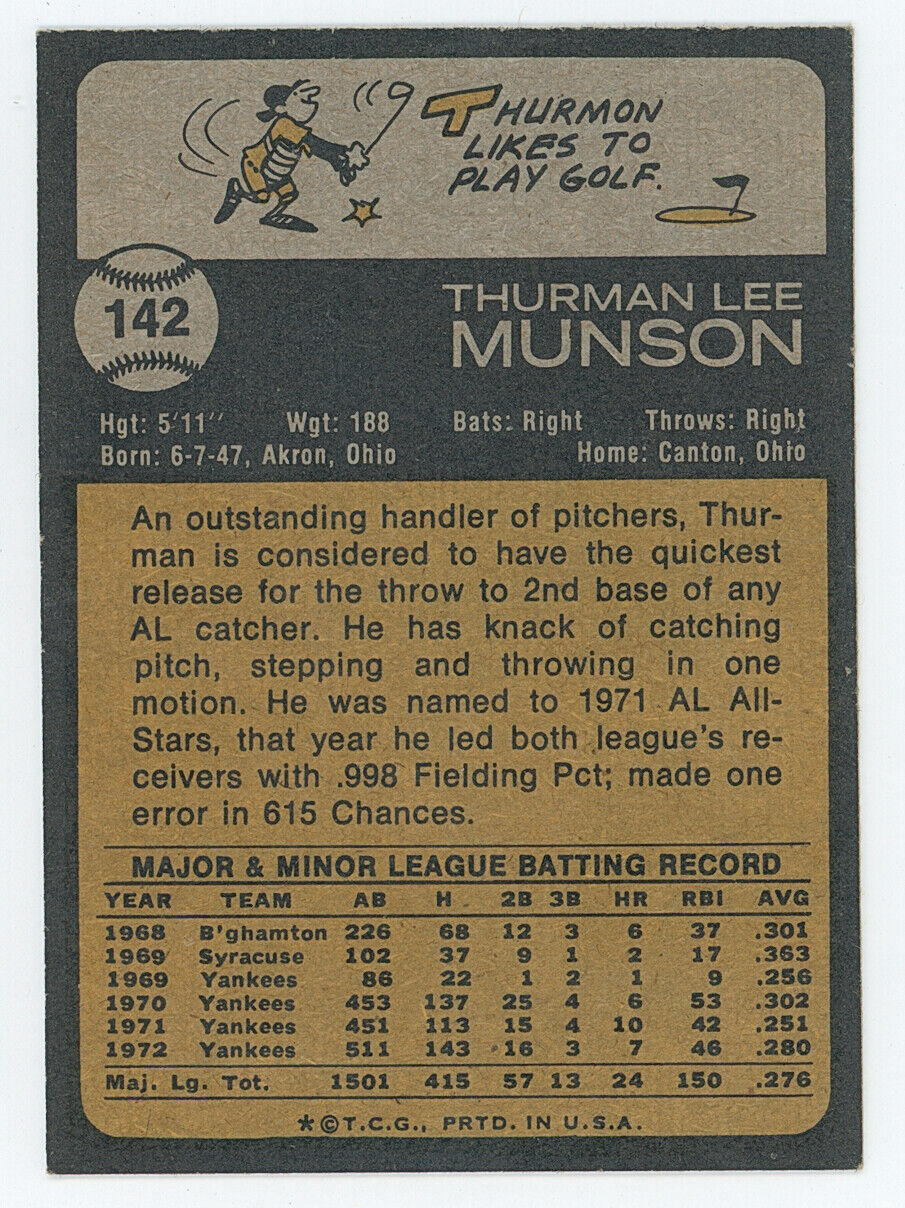 THURMON
LIKES TO
PLAY GOLF.
142
THURMAN LEE
MUNSON
Hgt: 5'11" Wgt: 188 Bats: Right Throws: Right
Born: 6-7-47, Akron, Ohio Home: Canton, Ohio
An outstanding handler of pitchers, Thur-
man is considered to have the quickest
release for the throw to 2nd base of any
AL catcher. He has knack of catching
pitch, stepping and throwing in one
motion. He was named to 1971 AL All-
Stars, that year he led both league's re-
ceivers with .998 Fielding Pct; made one
error in 615 Chances.
MAJOR & MINOR LEAGUE BATTING RECORD
YEAR TEAM AB H 2B 3B HR RBI AVG
1968 B'ghamton 226 68 12 3 6 37 .301
1969 Syracuse 102 37 9 1 2 17 .363
1969 Yankees 86 22 1 2 1 9 .256
1970 Yankees 453 137 25 4 6 53 .302
1971 Yankees 451 113 15 4 10 42 .251
1972 Yankees 511 143 16 3 7 46 .280
Maj. Lg. Tot. 1501 415 57 13 24 150 .276
*©T.C.G., PRTD. IN U.S.A.